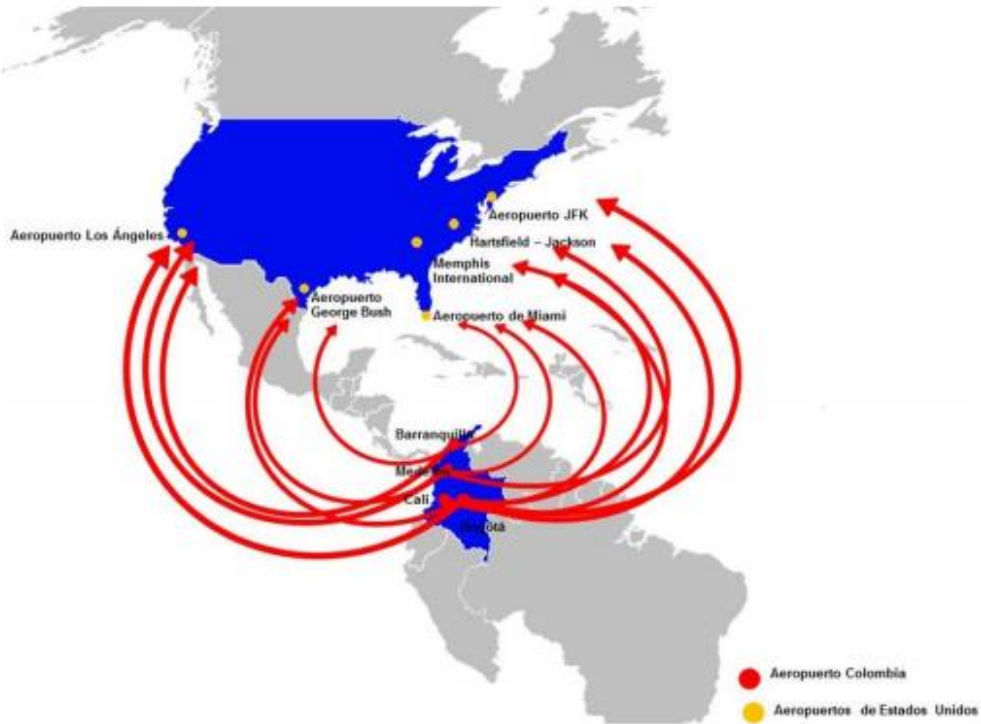 Aeropuerto JFK
Aeropuerto Los Ángeles
Hartsfield – Jackson
Memphis
International
Aeropuerto
George Bush
Aeropuerto de Miami
Barranquilla
Medellín
Cali
Bogotá
Aeropuerto Colombia
Aeropuertos de Estados Unidos